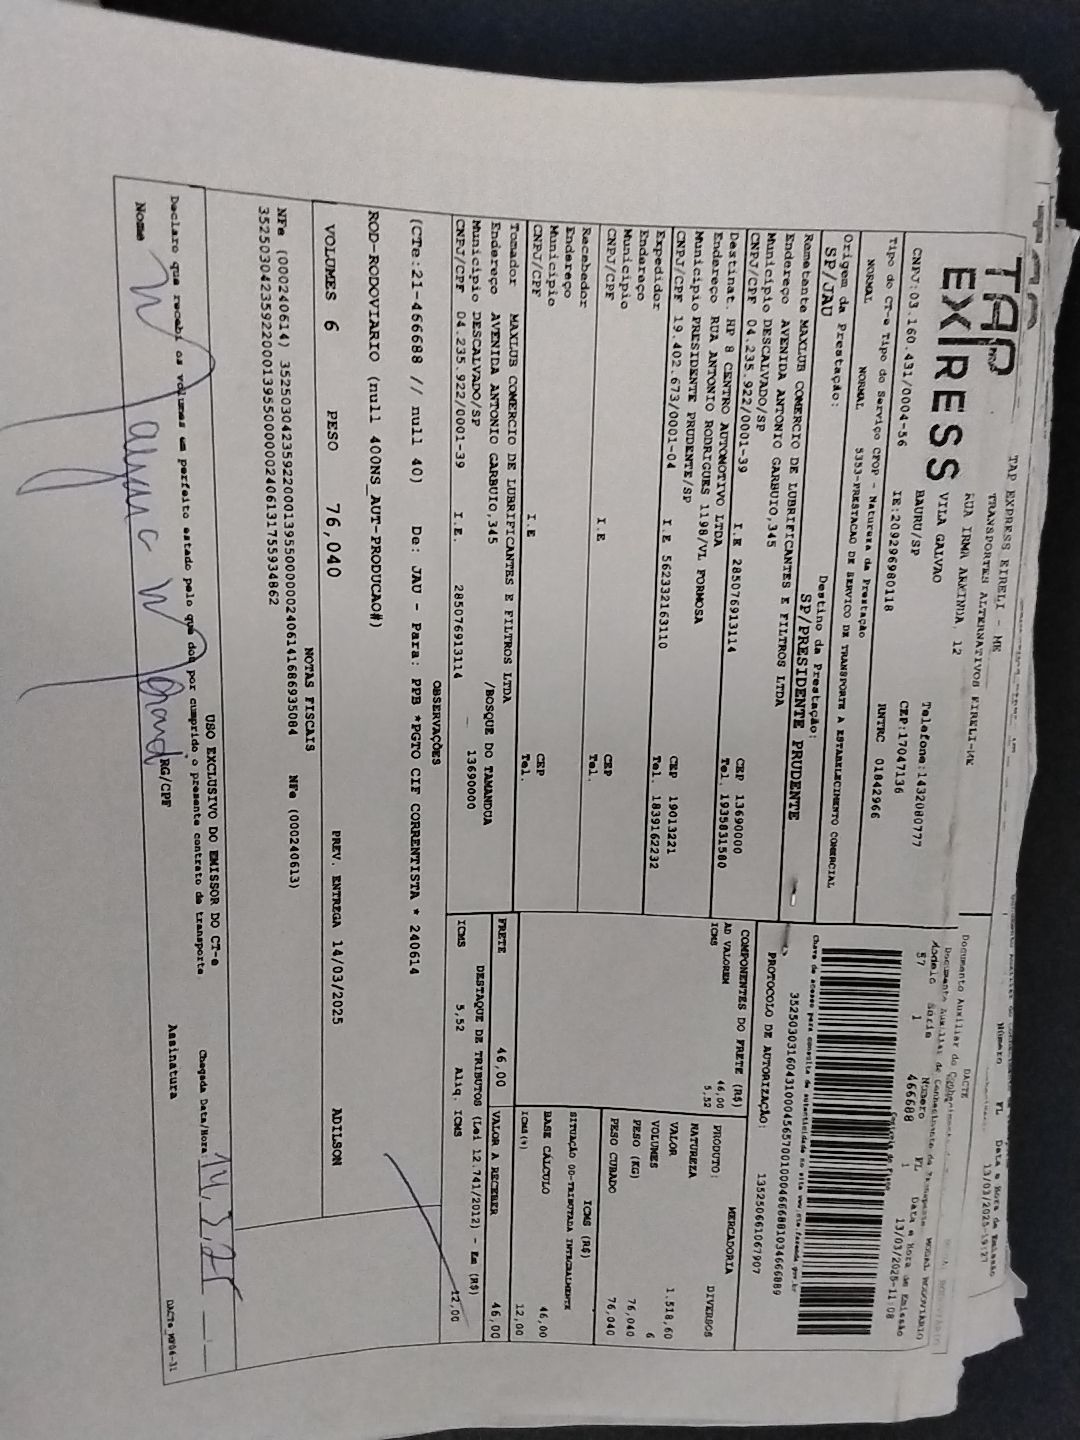 TAP EXPRESS EIRELI - ME
TRANSPORTES ALTERNATIVOS EIRELI-ME
RUA IRMA ARMINDA, 12
VILA GALVAO
BAURU/SP
TAP
EXPRESS
Telefone:1432080777
CEP:17047136
CNPJ:03.160.431/0004-56
IE:209296980118
RNTRC 01842966
DACTE
Modelo Série Número FL Data e Hora de Emissão
57 1 466688 1 13/03/2025-11:08
Tipo do CT-e Tipo do Serviço CFOP - Natureza da Prestação
NORMAL NORMAL 5353-PRESTACAO DE SERVICO DE TRANSPORTE A ESTABELECIMENTO COMERCIAL
Origem da Prestação: Destino da Prestação:
SP/JAU SP/PRESIDENTE PRUDENTE
Chave de acesso para consulta de autenticidade no site www.cte.fazenda.gov.br
PROTOCOLO DE AUTORIZAÇÃO: 135250661067907
Remetente MAXLUB COMERCIO DE LUBRIFICANTES E FILTROS LTDA
Endereço AVENIDA ANTONIO GARBUIO,345
Município DESCALVADO/SP CEP 13690000
CNPJ/CPF 04.235.922/0001-39 I.E 285076913114 Tel. 1935831580
Destinat. HP 8 CENTRO AUTOMOTIVO LTDA
Endereço RUA ANTONIO RODRIGUES 1198/VL FORMOSA
Município PRESIDENTE PRUDENTE/SP CEP 19013221
CNPJ/CPF 19.402.673/0001-04 I.E 562332163110 Tel. 1839162232
Expedidor
Endereço
Município CEP
CNPJ/CPF I.E Tel.
Recebedor
Endereço
Município CEP
CNPJ/CPF I.E Tel.
Tomador MAXLUB COMERCIO DE LUBRIFICANTES E FILTROS LTDA
Endereço AVENIDA ANTONIO GARBUIO,345 /BOSQUE DO TAMANDUA
Município DESCALVADO/SP 13690000
CNPJ/CPF 04.235.922/0001-39 I.E. 285076913114
COMPONENTES DO FRETE (R$)
AD VALOREM 46,00
ICMS 5,52
MERCADORIA
PRODUTO: DIVERSOS
NATUREZA
VALOR 1.518,60
VOLUMES 6
PESO (KG) 76,040
PESO CUBADO 76,040
ICMS (R$)
SITUAÇÃO 00-TRIBUTADA INTEGRALMENTE
BASE CÁLCULO 46,00
ICMS(%) 12,00
FRETE 46,00 VALOR A RECEBER 46,00
DESTAQUE DE TRIBUTOS (Lei 12.741/2012) - Em (R$)
ICMS 5,52 Aliq. ICMS 12,00
OBSERVAÇÕES
(CTe:21-466688 // null 40) De: JAU - Para: PPB *PGTO CIF CORRENTISTA * 240614
ROD-RODOVIARIO (null 400NS_AUT-PRODUCAO#)
VOLUMES 6 PESO 76,040 PREV. ENTREGA 14/03/2025 ADILSON
NOTAS FISCAIS
NFe (000240614) 35250304235922000139550000002406141686935084 NFe (000240613)
35250304235922000139550000002406131755934862
USO EXCLUSIVO DO EMISSOR DO CT-e
Declaro que recebi os volumes em perfeito estado pelo que dou por cumprido o presente contrato de transporte. Chegada Data/Hora: 14,3,25
Nome RG/CPF Assinatura